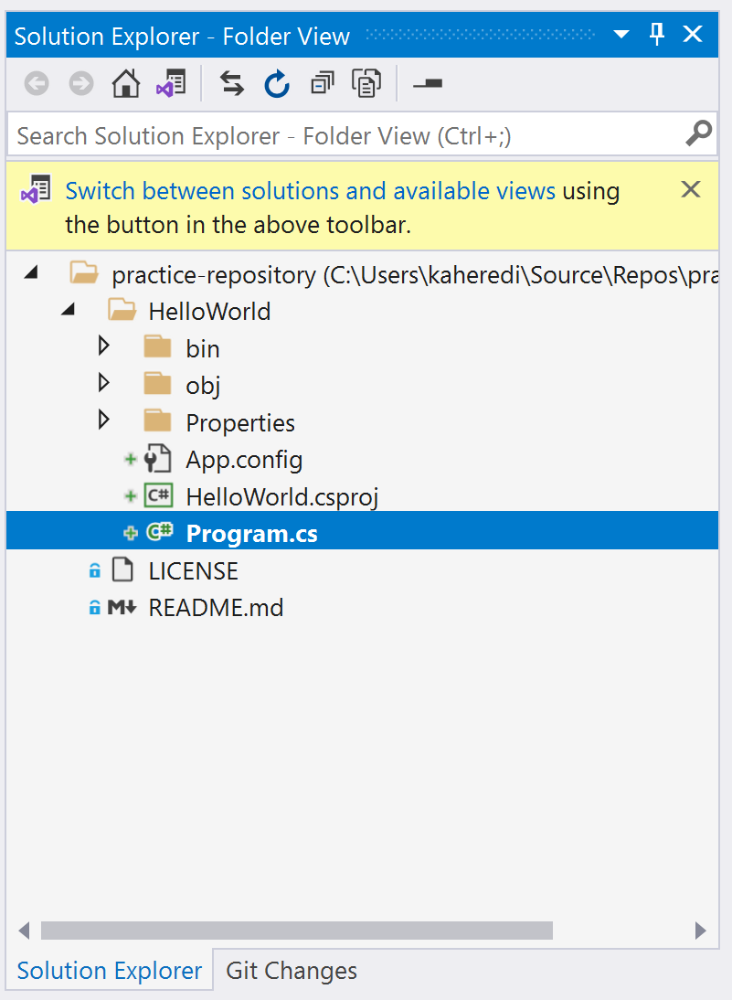 Solution Explorer - Folder View
Search Solution Explorer - Folder View (Ctrl+;)
Switch between solutions and available views using
the button in the above toolbar.
practice-repository (C:\Users\kaheredi\Source\Repos\pra
HelloWorld
bin
obj
Properties
App.config
C# HelloWorld.csproj
C# Program.cs
LICENSE
M README.md
Solution Explorer Git Changes